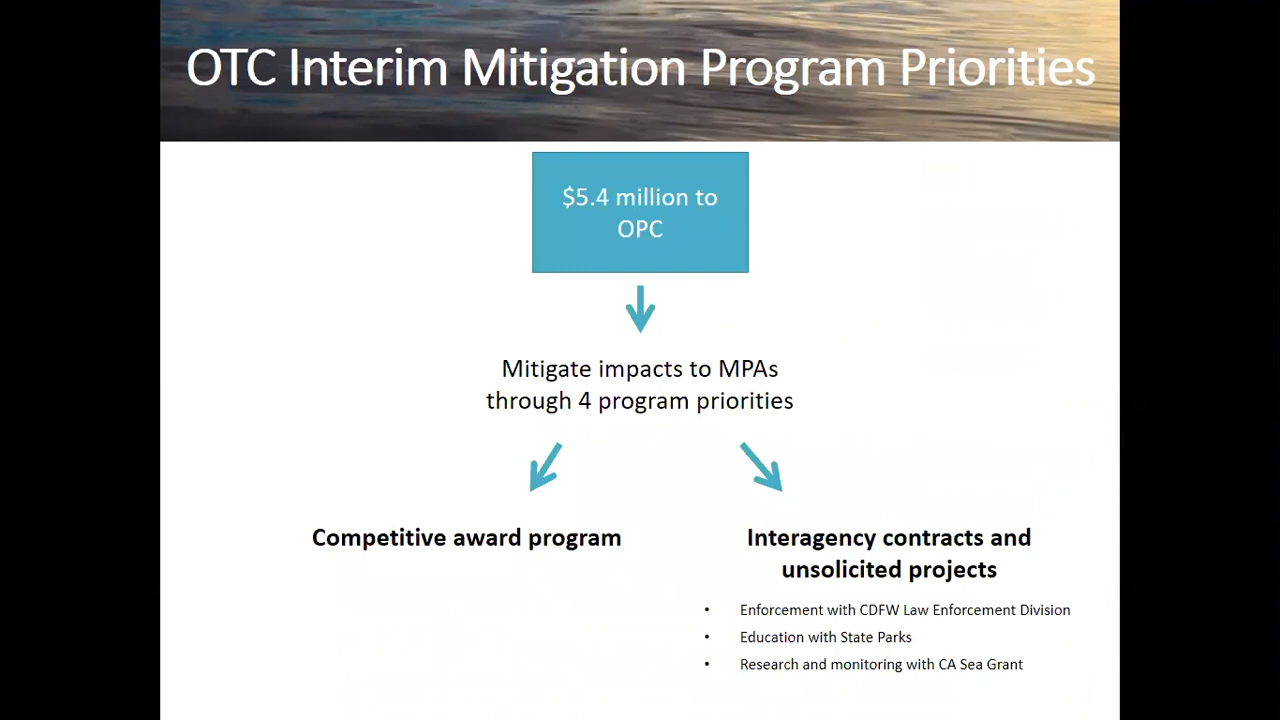 OTC Interim Mitigation Program Priorities
$5.4 million to
OPC
Mitigate impacts to MPAs
through 4 program priorities
Competitive award program
Interagency contracts and
unsolicited projects
• Enforcement with CDFW Law Enforcement Division
• Education with State Parks
• Research and monitoring with CA Sea Grant